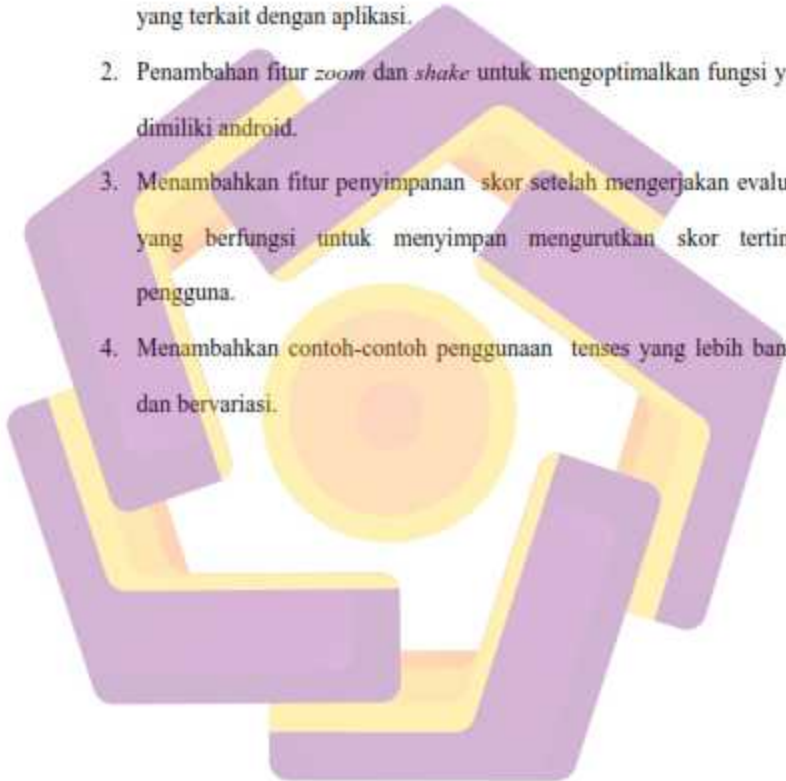 yang terkait dengan aplikasi.
2. Penambahan fitur zoom dan shake untuk mengoptimalkan fungsi y
dimiliki android.
3. Menambahkan fitur penyimpanan skor setelah mengerjakan evalu
yang berfungsi untuk menyimpan mengurutkan skor tertin
pengguna.
4. Menambahkan contoh-contoh penggunaan tenses yang lebih ban
dan bervariasi.